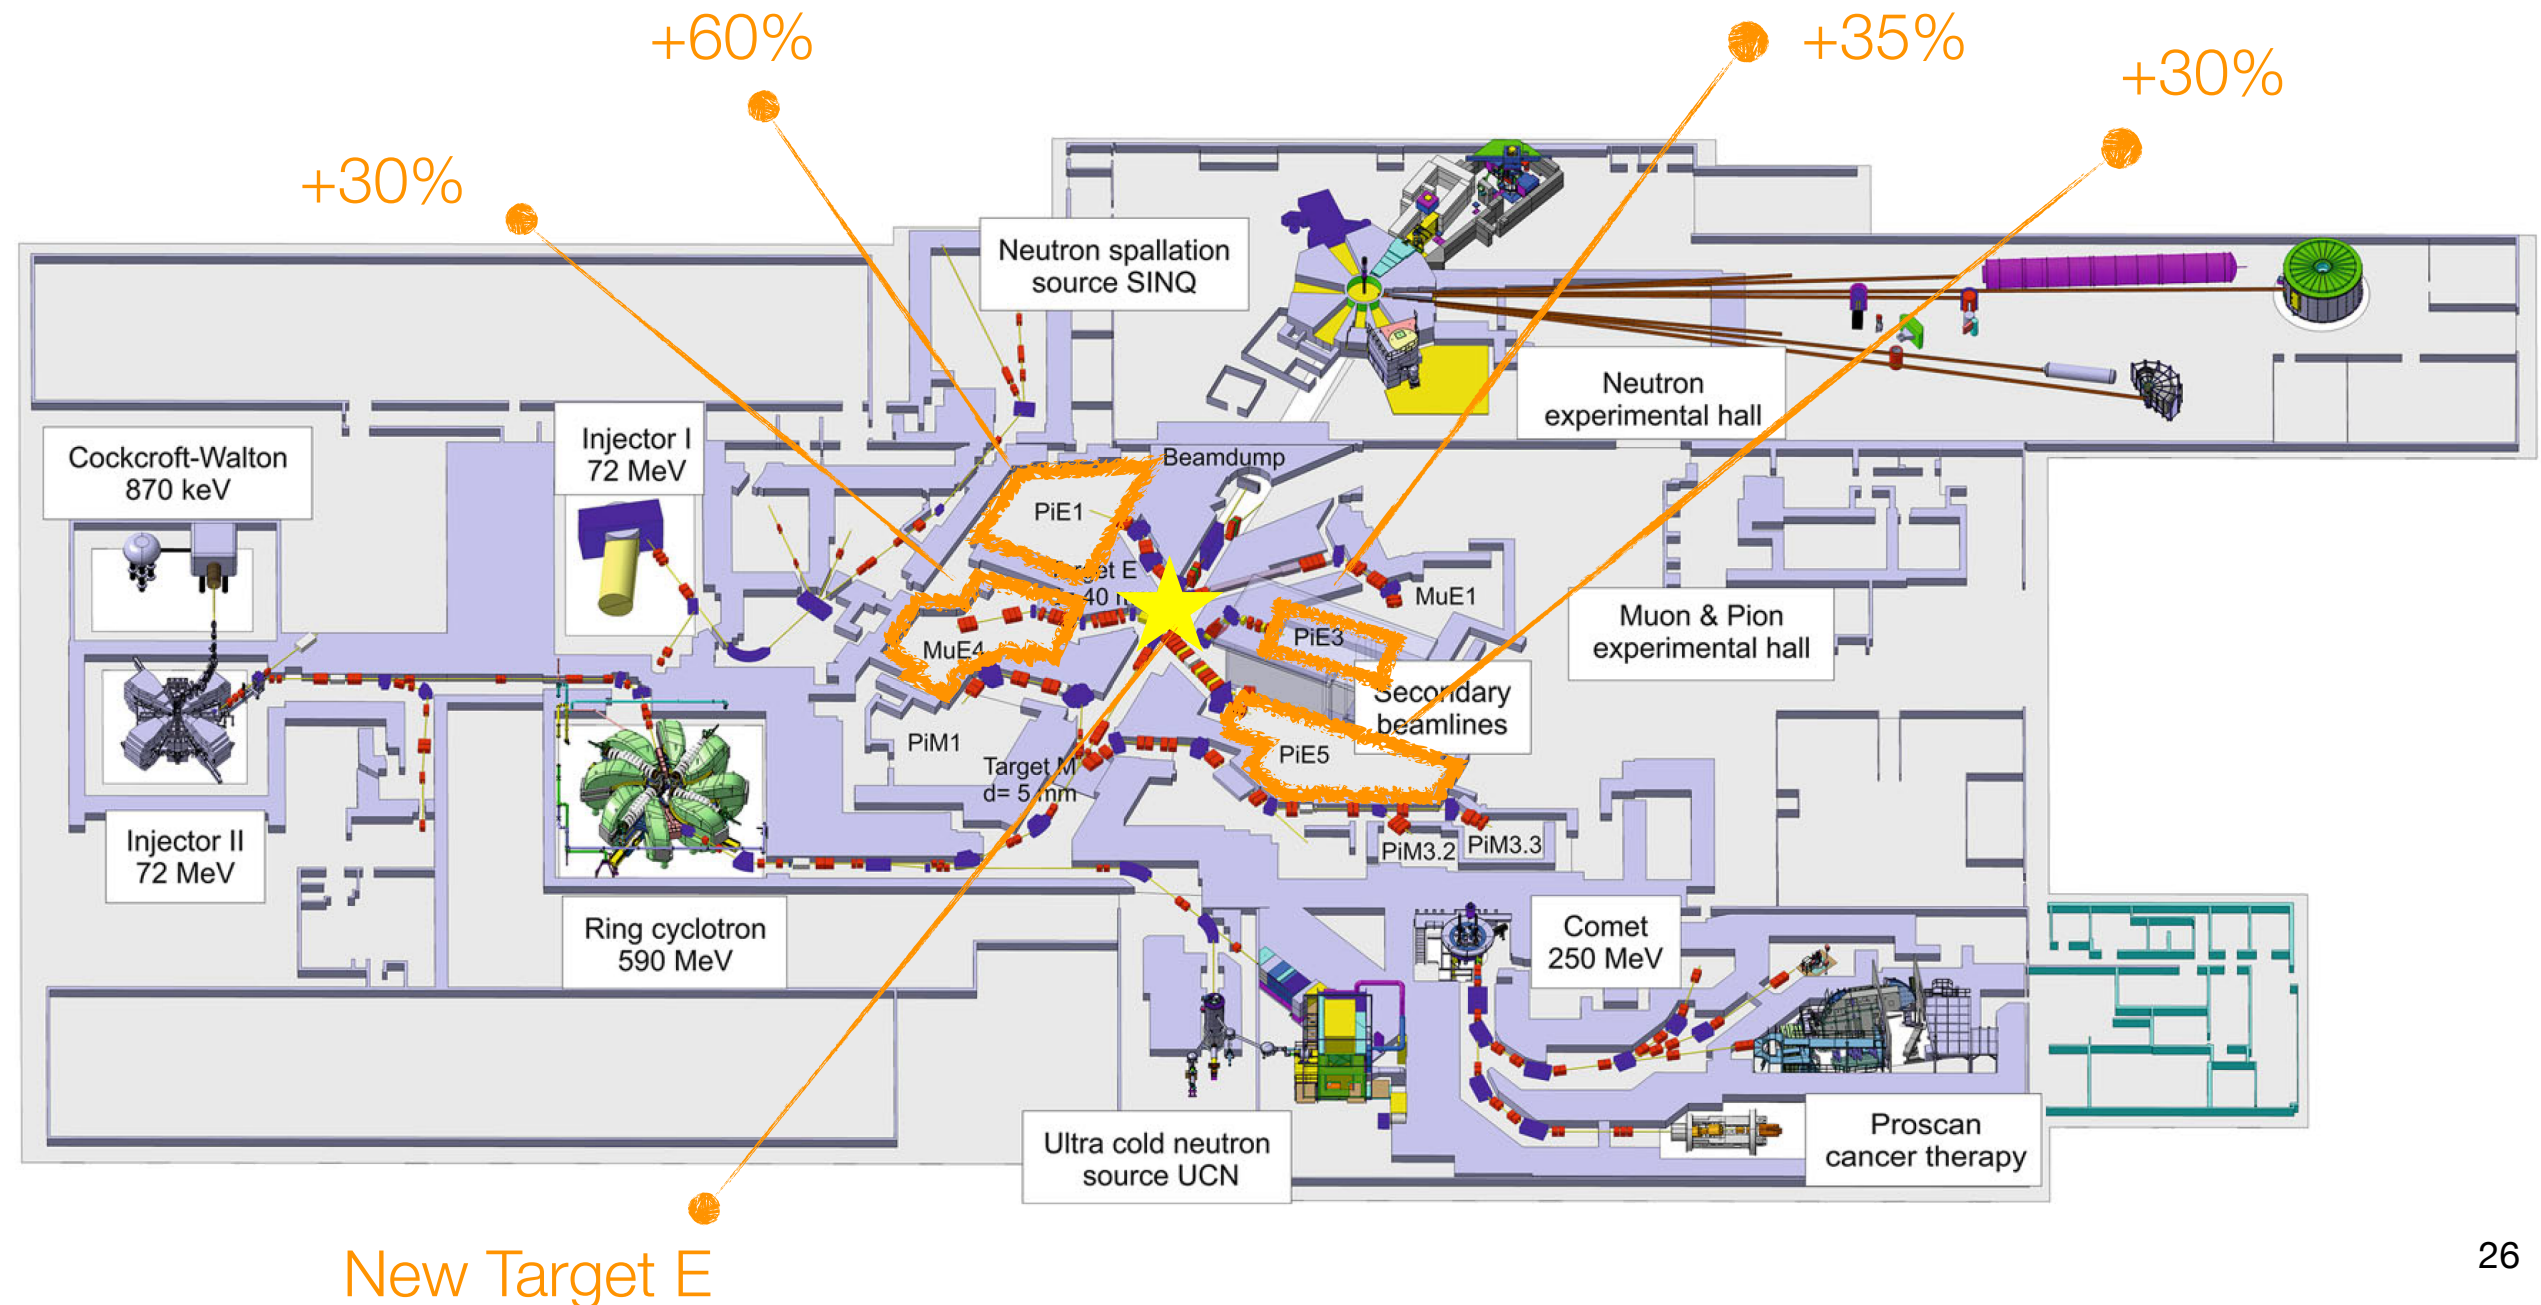 +60%
+35%
+30%
+30%
Neutron spallation
source SINQ
Neutron
experimental hall
Injector I
72 MeV
Cockcroft-Walton
870 keV
Beamdump
PiE1
E
40
MuE1
Muon & Pion
experimental hall
PiE3
MuE4
Secondary
beamlines
PiM1
PiE5
Target M
d= 5 mm
Injector II
72 MeV
PiM3.2
PiM3.3
Ring cyclotron
590 MeV
Comet
250 MeV
Ultra cold neutron
source UCN
Proscan
cancer therapy
New Target E
26